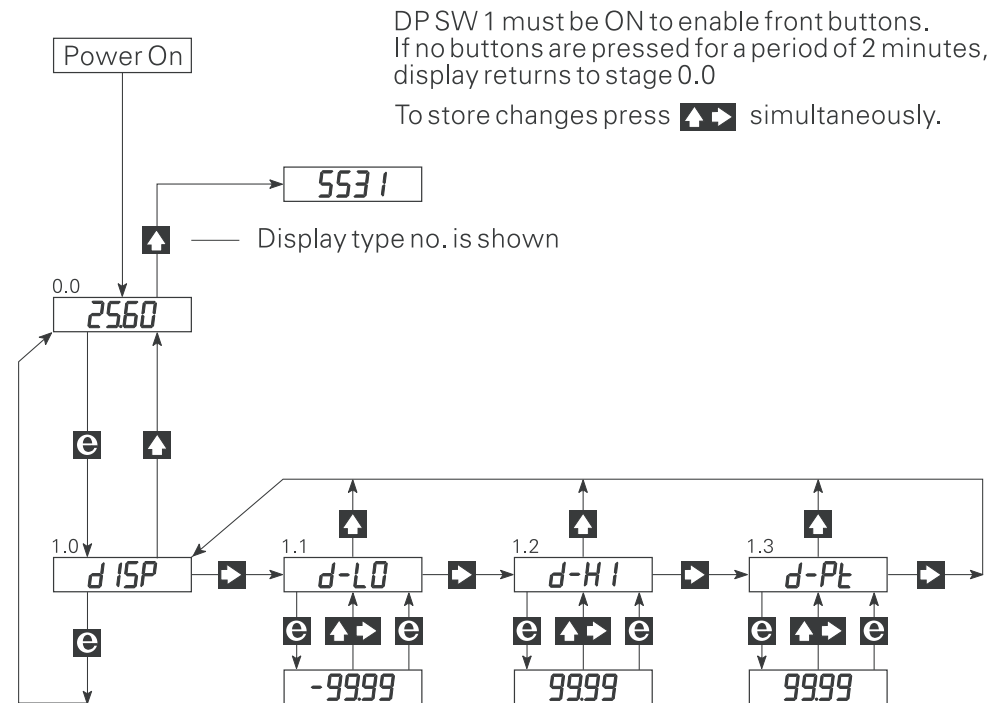 DP SW 1 must be ON to enable front buttons.
If no buttons are pressed for a period of 2 minutes,
display returns to stage 0.0
To store changes press simultaneously.
Power On
5531
Display type no. is shown
0.0
25.60
e
1.0
dISP
1.1
d-LO
1.2
d-HI
1.3
d-Pt
e
e
e
e
e
e
e
-99.99
99.99
99.99